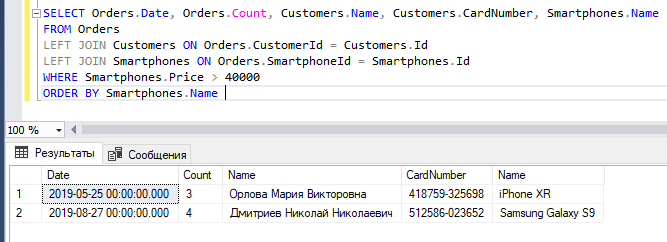 SELECT Orders.Date, Orders.Count, Customers.Name, Customers.CardNumber, Smartphones.Name
FROM Orders
LEFT JOIN Customers ON Orders.CustomerId = Customers.Id
LEFT JOIN Smartphones ON Orders.SmartphoneId = Smartphones.Id
WHERE Smartphones.Price > 40000
ORDER BY Smartphones.Name
100 %
Результаты Сообщения
Date Count Name CardNumber Name
1 2019-05-25 00:00:00.000 3 Орлова Мария Викторовна 418759-325698 iPhone XR
2 2019-08-27 00:00:00.000 4 Дмитриев Николай Николаевич 512586-023652 Samsung Galaxy S9